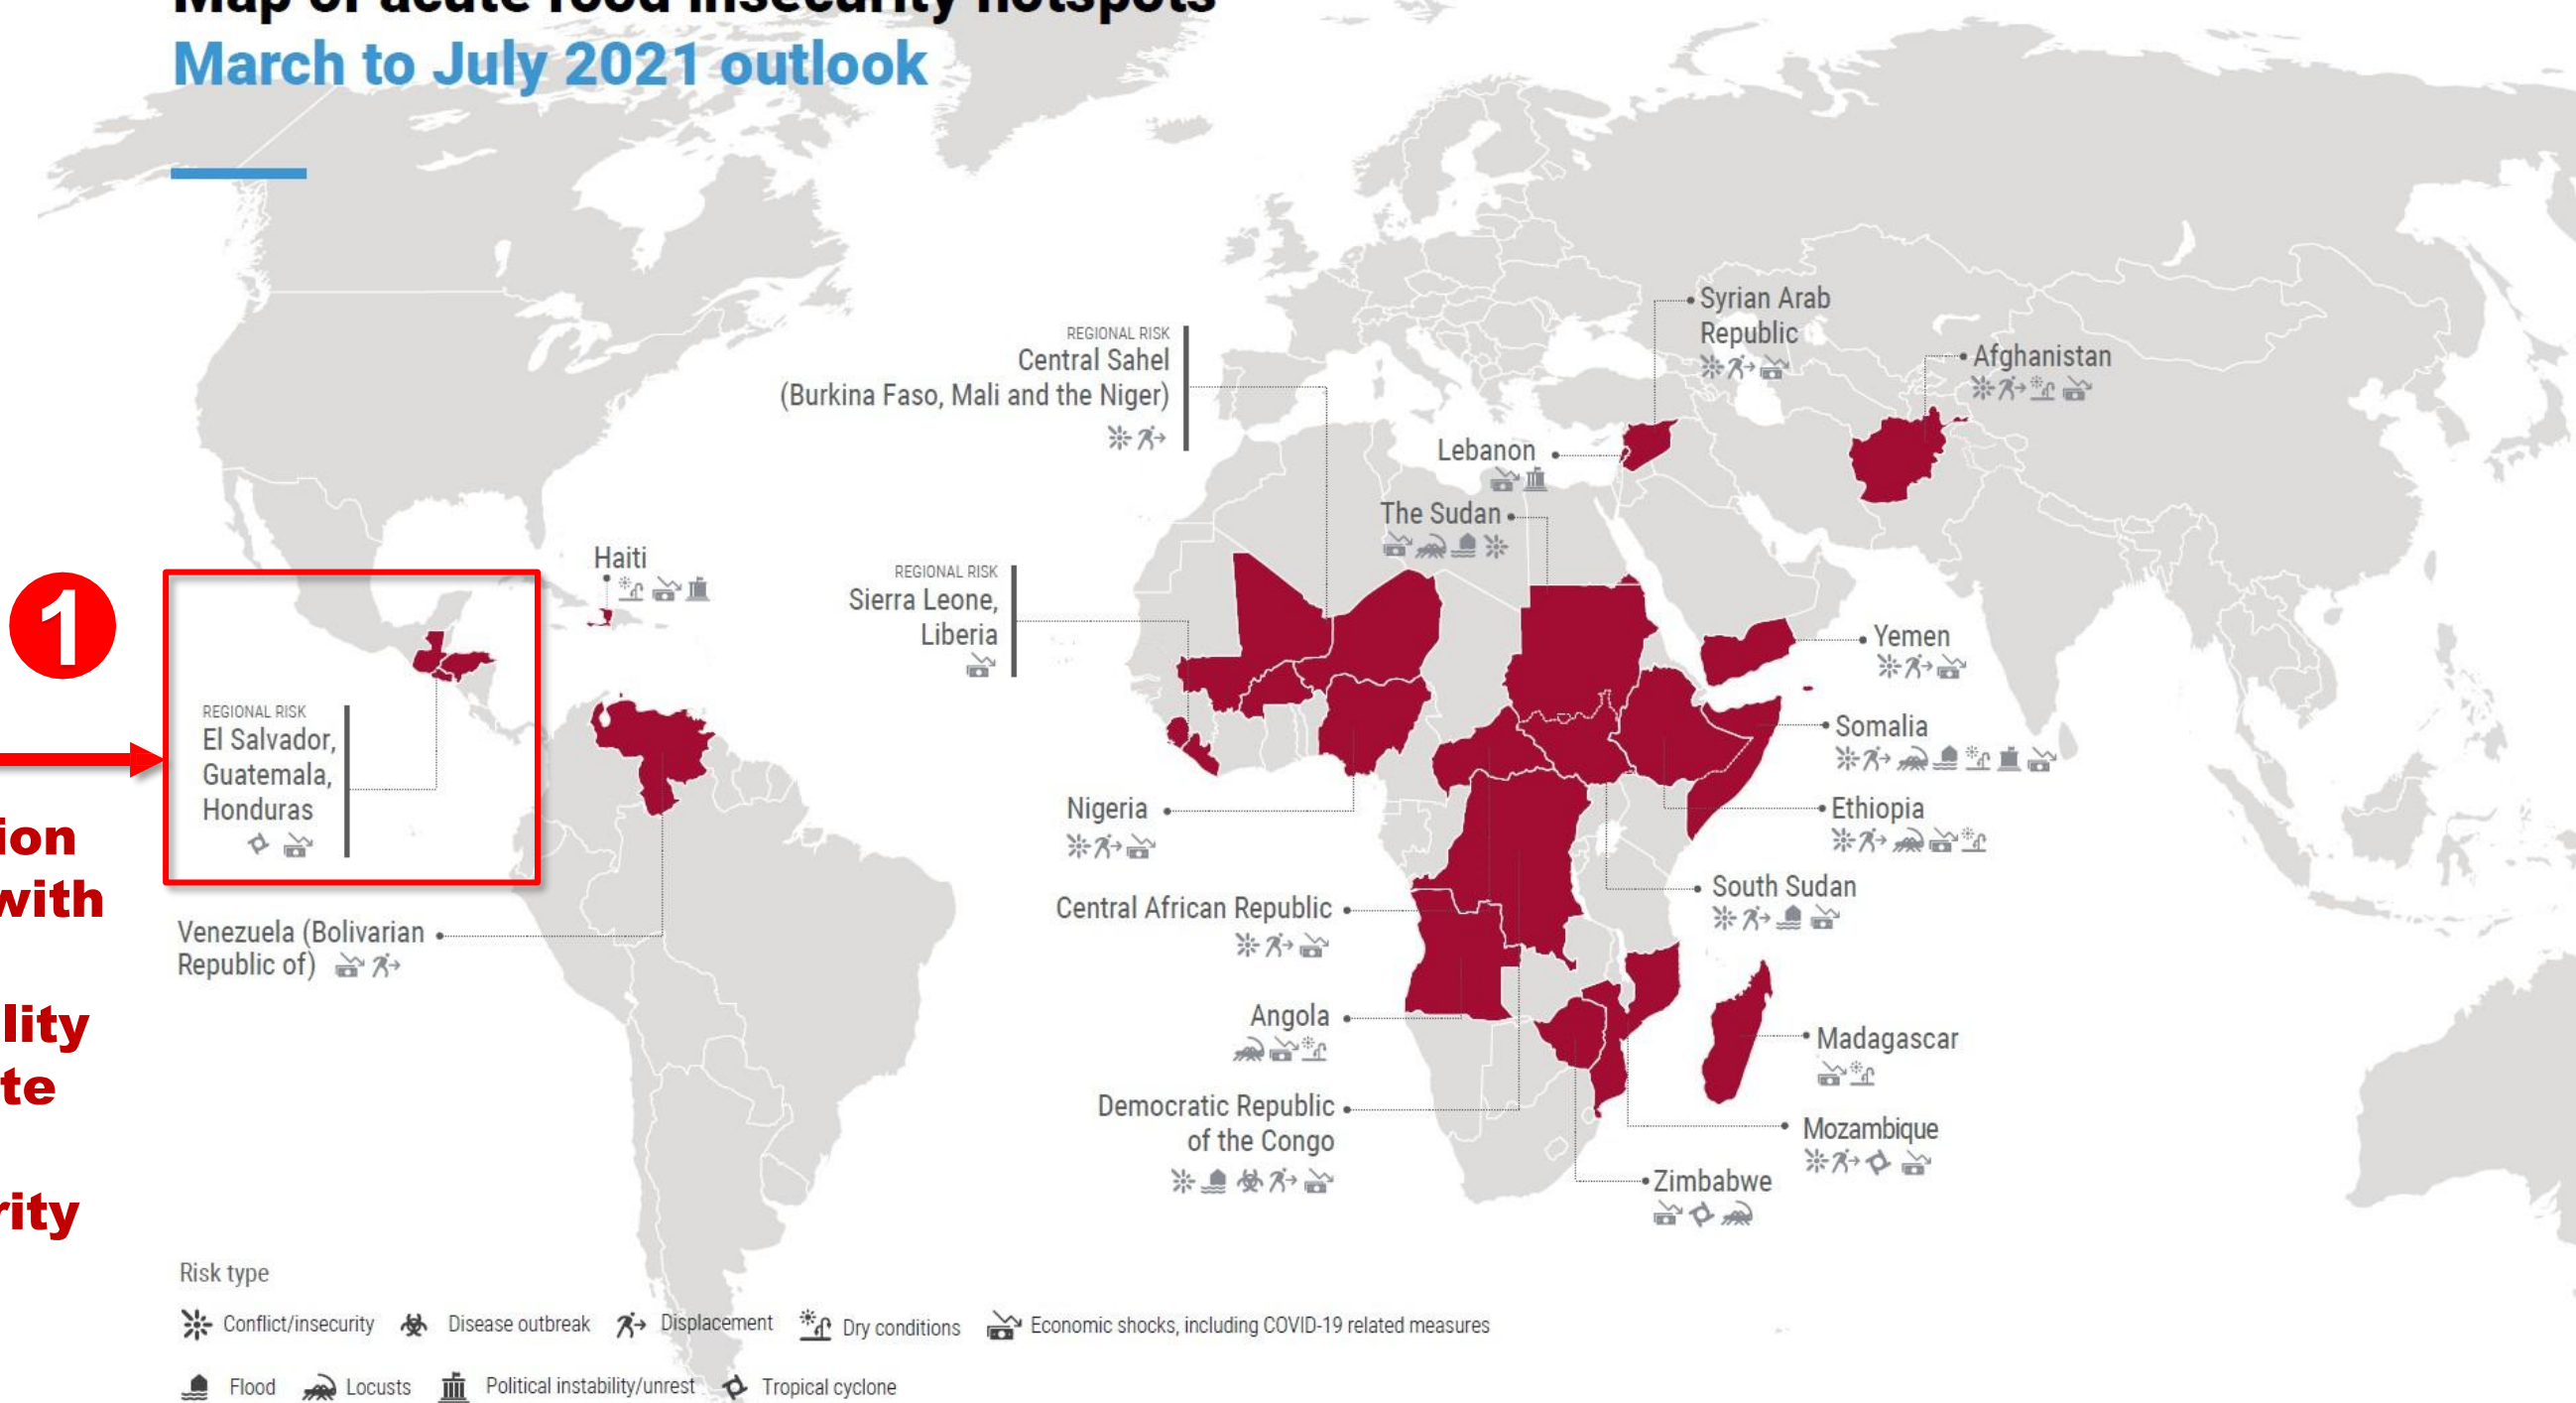 Map of acute food insecurity hotspots
March to July 2021 outlook
1
ion
with
lity
te
rity
REGIONAL RISK
El Salvador,
Guatemala,
Honduras
Haiti
Venezuela (Bolivarian
Republic of)
REGIONAL RISK
Central Sahel
(Burkina Faso, Mali and the Niger)
REGIONAL RISK
Sierra Leone,
Liberia
Nigeria
Central African Republic
Angola
Democratic Republic
of the Congo
Syrian Arab
Republic
Afghanistan
Lebanon
The Sudan
Yemen
Somalia
Ethiopia
South Sudan
Madagascar
Mozambique
Zimbabwe
Risk type
Conflict/insecurity Disease outbreak Displacement Dry conditions Economic shocks, including COVID-19 related measures
Flood Locusts Political instability/unrest Tropical cyclone